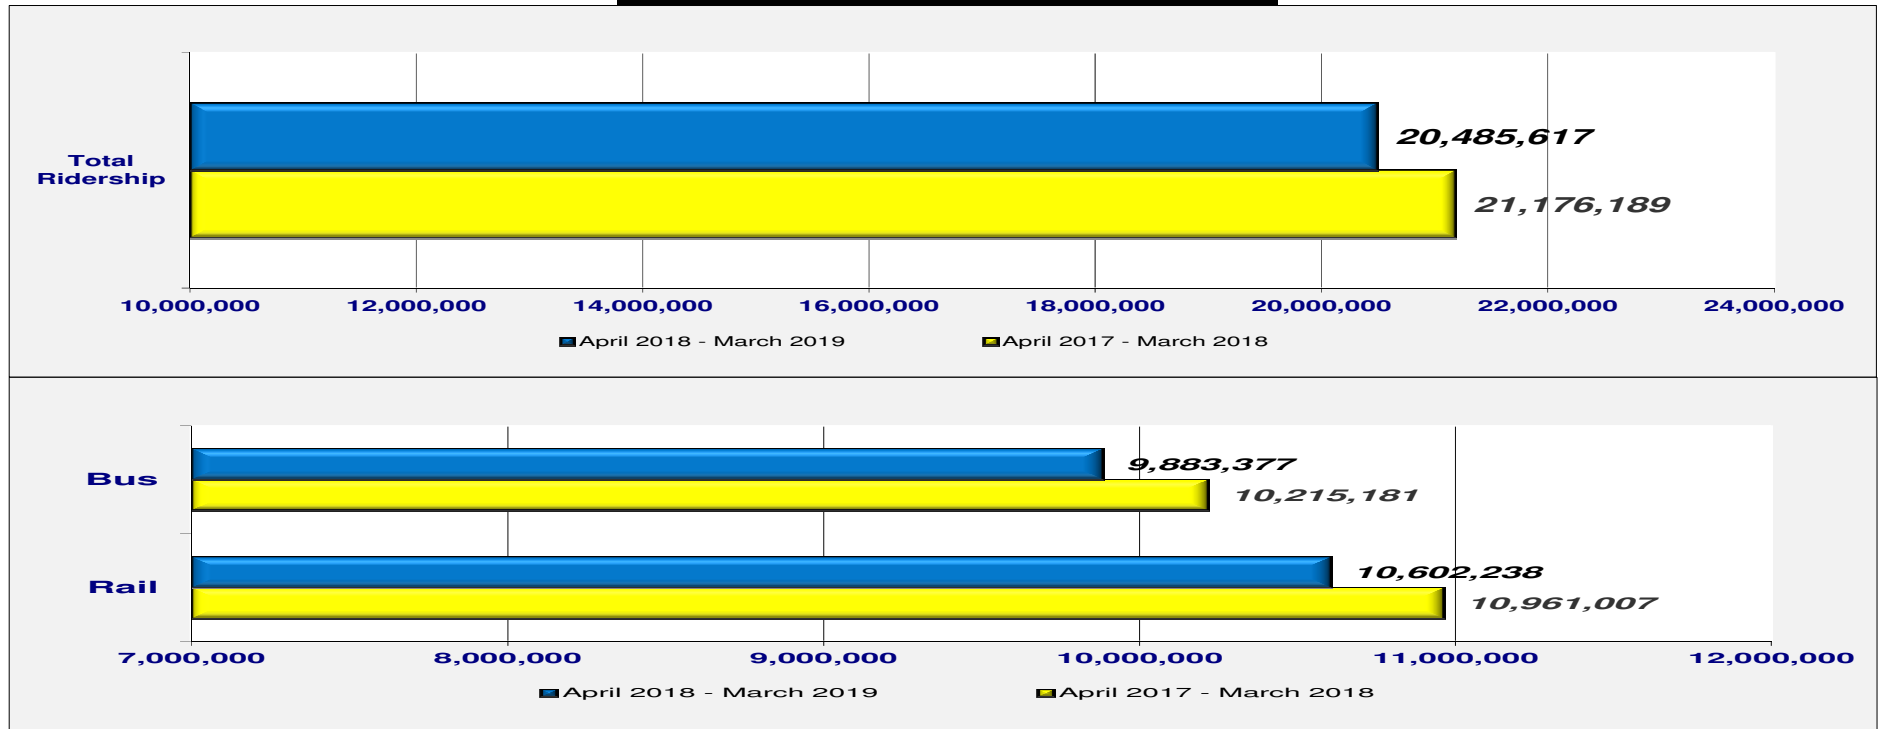 20,485,617
Total
Ridership
21,176,189
10,000,000 12,000,000 14,000,000 16,000,000 18,000,000 20,000,000 22,000,000 24,000,000
April 2018 - March 2019 April 2017 - March 2018
9,883,377
Bus
10,215,181
10,602,238
Rail
10,961,007
7,000,000 8,000,000 9,000,000 10,000,000 11,000,000 12,000,000
April 2018 - March 2019 April 2017 - March 2018